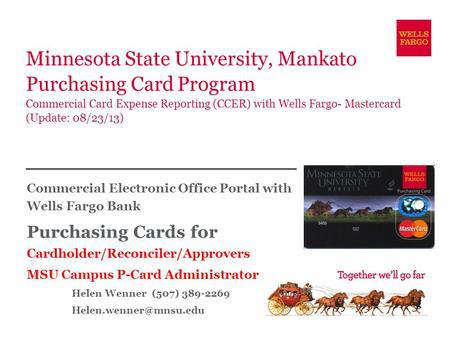 WELLS
FARGO
Minnesota State University, Mankato
Purchasing Card Program
Commercial Card Expense Reporting (CCER) with Wells Fargo- Mastercard
(Update: 08/23/13)
Commercial Electronic Office Portal with
Wells Fargo Bank
Purchasing Cards for
Cardholder/Reconciler/Approvers
MSU Campus P-Card Administrator
Helen Wenner (507) 389-2269
Helen.wenner@mnsu.edu
MINNESOTA STATE UNIVERSITY
MANKATO
WELLS
FARGO
Purchasing Card
MasterCard
Together we'll go far